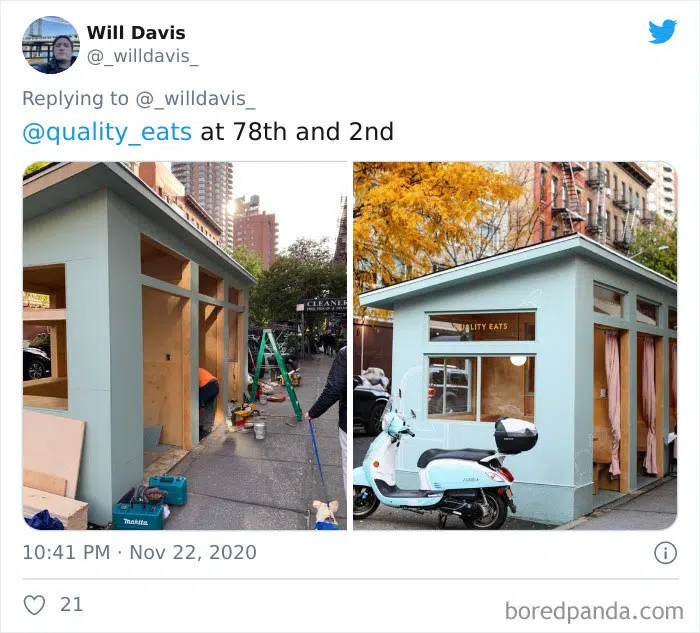 Will Davis
@_willdavis_
Replying to @_willdavis_
@quality_eats at 78th and 2nd
CLEANER
Makita
QUALITY EATS
10:41 PM · Nov 22, 2020
21
boredpanda.com